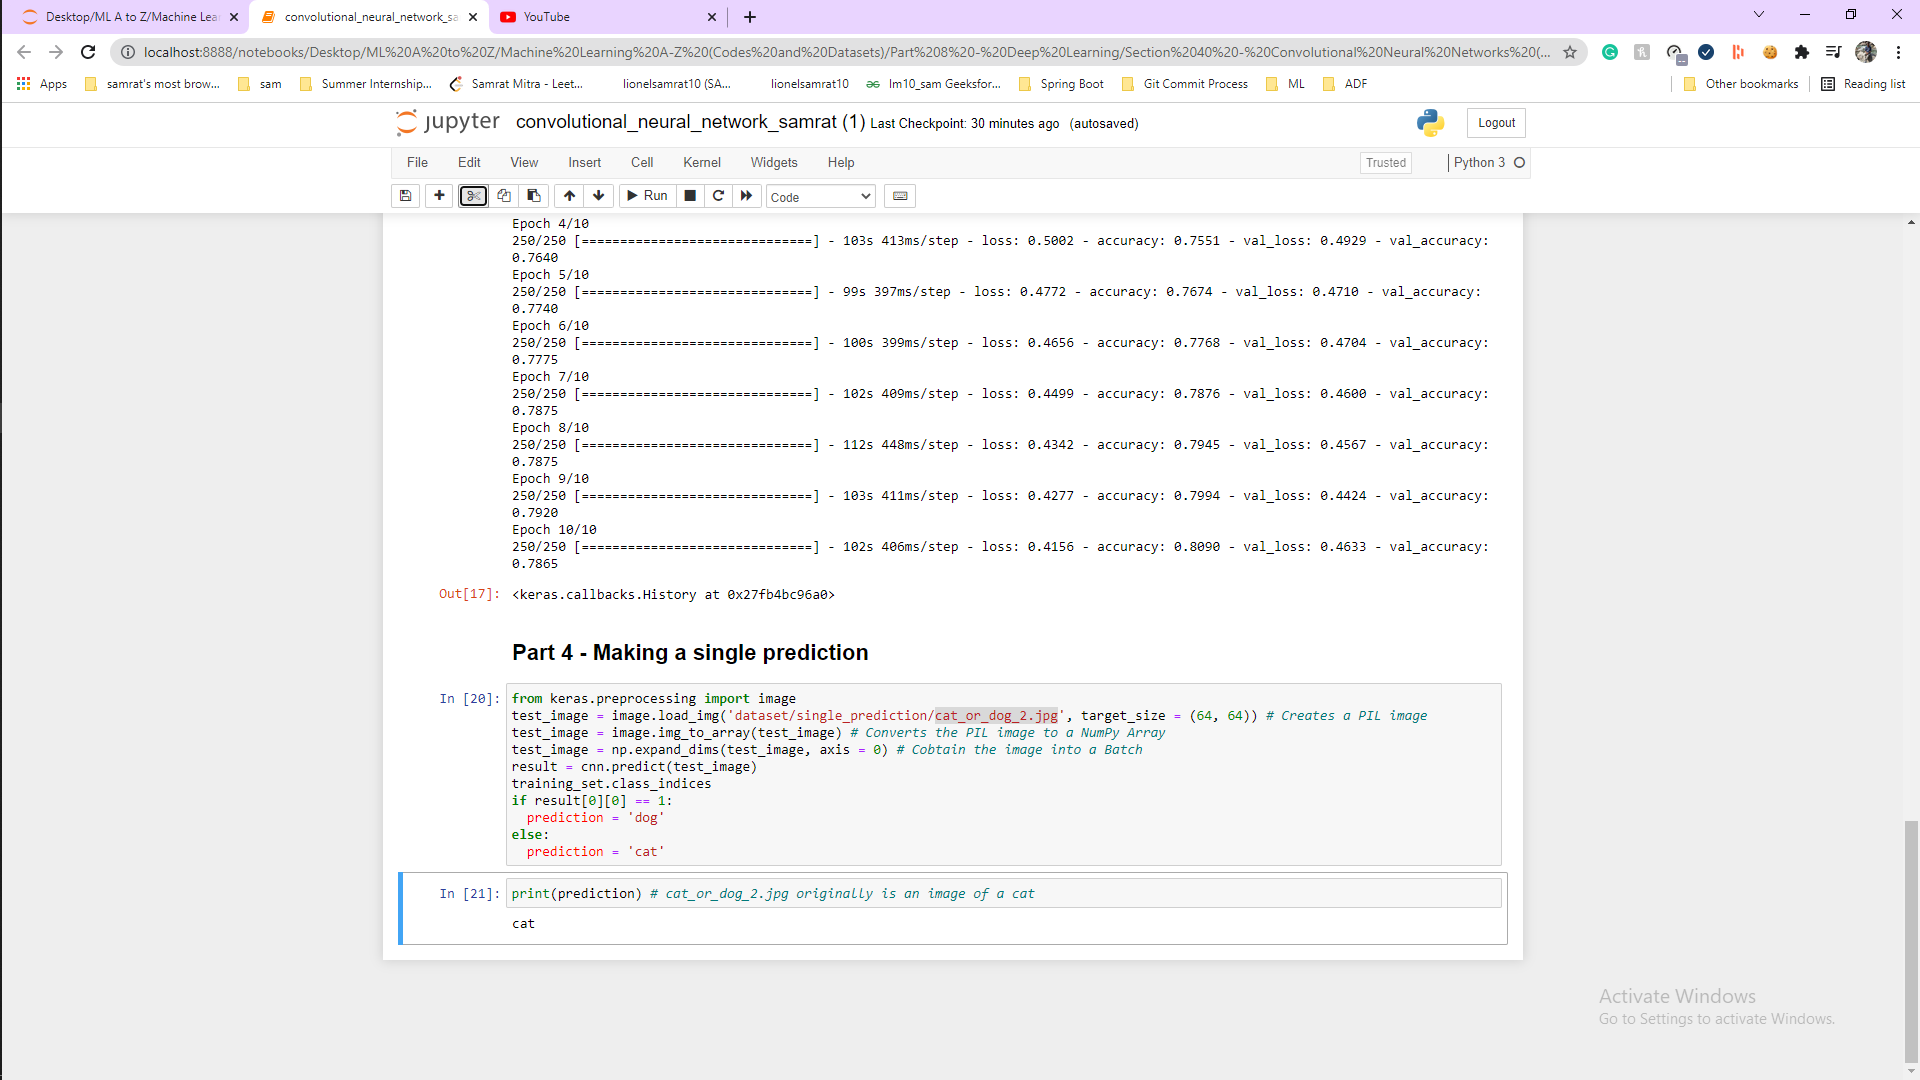 Desktop/ML A to Z/Machine Lea
convolutional_neural_network_sa
YouTube
localhost:8888/notebooks/Desktop/ML%20A%20to%20Z/Machine%20Learning%20A-Z%20(Codes%20and%20Datasets)/Part%208%20-%20Deep%20Learning/Section%2040%20-%20Convolutional%20Neural%20Networks%20(...
Apps samrat's most brow... sam Summer Internship... Samrat Mitra - Leet... lionelsamrat10 (SA... lionelsamrat10 lm10_sam Geeksfor... Spring Boot Git Commit Process ML ADF Other bookmarks Reading list
jupyter convolutional_neural_network_samrat (1) Last Checkpoint: 30 minutes ago (autosaved) Logout
File Edit View Insert Cell Kernel Widgets Help Trusted Python 3
Run Code
Epoch 4/10
250/250 [==============================] - 103s 413ms/step - loss: 0.5002 - accuracy: 0.7551 - val_loss: 0.4929 - val_accuracy:
0.7640
Epoch 5/10
250/250 [==============================] - 99s 397ms/step - loss: 0.4772 - accuracy: 0.7674 - val_loss: 0.4710 - val_accuracy:
0.7740
Epoch 6/10
250/250 [==============================] - 100s 399ms/step - loss: 0.4656 - accuracy: 0.7768 - val_loss: 0.4704 - val_accuracy:
0.7775
Epoch 7/10
250/250 [==============================] - 102s 409ms/step - loss: 0.4499 - accuracy: 0.7876 - val_loss: 0.4600 - val_accuracy:
0.7875
Epoch 8/10
250/250 [==============================] - 112s 448ms/step - loss: 0.4342 - accuracy: 0.7945 - val_loss: 0.4567 - val_accuracy:
0.7875
Epoch 9/10
250/250 [==============================] - 103s 411ms/step - loss: 0.4277 - accuracy: 0.7994 - val_loss: 0.4424 - val_accuracy:
0.7920
Epoch 10/10
250/250 [==============================] - 102s 406ms/step - loss: 0.4156 - accuracy: 0.8090 - val_loss: 0.4633 - val_accuracy:
0.7865
Out[17]: <keras.callbacks.History at 0x27fb4bc96a0>
Part 4 - Making a single prediction
In [20]: from keras.preprocessing import image
test_image = image.load_img('dataset/single_prediction/cat_or_dog_2.jpg', target_size = (64, 64)) # Creates a PIL image
test_image = image.img_to_array(test_image) # Converts the PIL image to a NumPy Array
test_image = np.expand_dims(test_image, axis = 0) # Cobtain the image into a Batch
result = cnn.predict(test_image)
training_set.class_indices
if result[0][0] == 1:
  prediction = 'dog'
else:
  prediction = 'cat'
In [21]: print(prediction) # cat_or_dog_2.jpg originally is an image of a cat
cat
Activate Windows
Go to Settings to activate Windows.